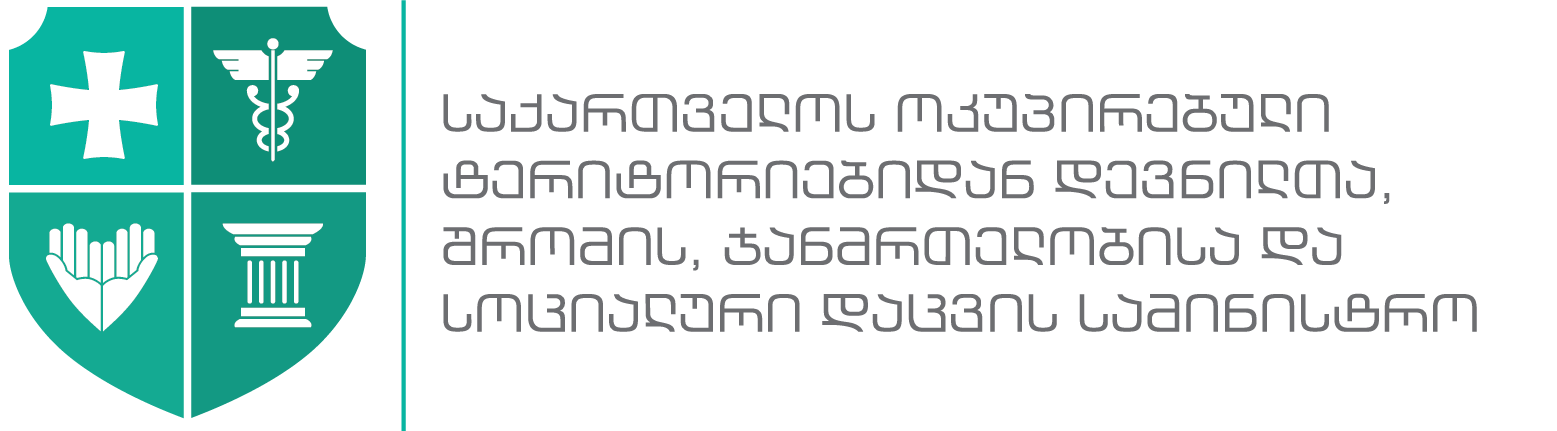 საქართველოს ოკუპირებული
ტერიტორიებიდან დევნილთა,
შრომის, ჯანმრთელობისა და
სოციალური დაცვის სამინისტრო